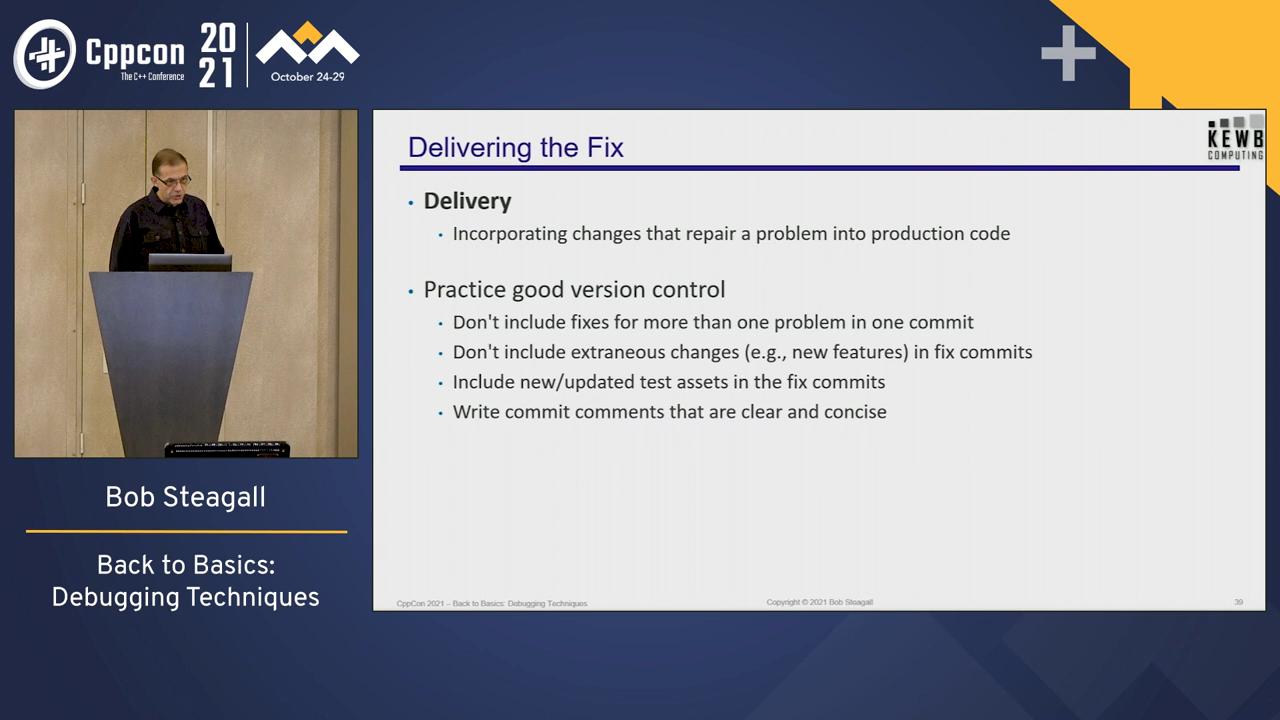 Cppcon
The C++ Conference
20
21
October 24-29
Delivering the Fix
KEWB
COMPUTING
• Delivery
• Incorporating changes that repair a problem into production code
• Practice good version control
• Don't include fixes for more than one problem in one commit
• Don't include extraneous changes (e.g., new features) in fix commits
• Include new/updated test assets in the fix commits
• Write commit comments that are clear and concise
CppCon 2021 – Back to Basics: Debugging Techniques
Copyright © 2021 Bob Steagall
39
Bob Steagall
Back to Basics:
Debugging Techniques